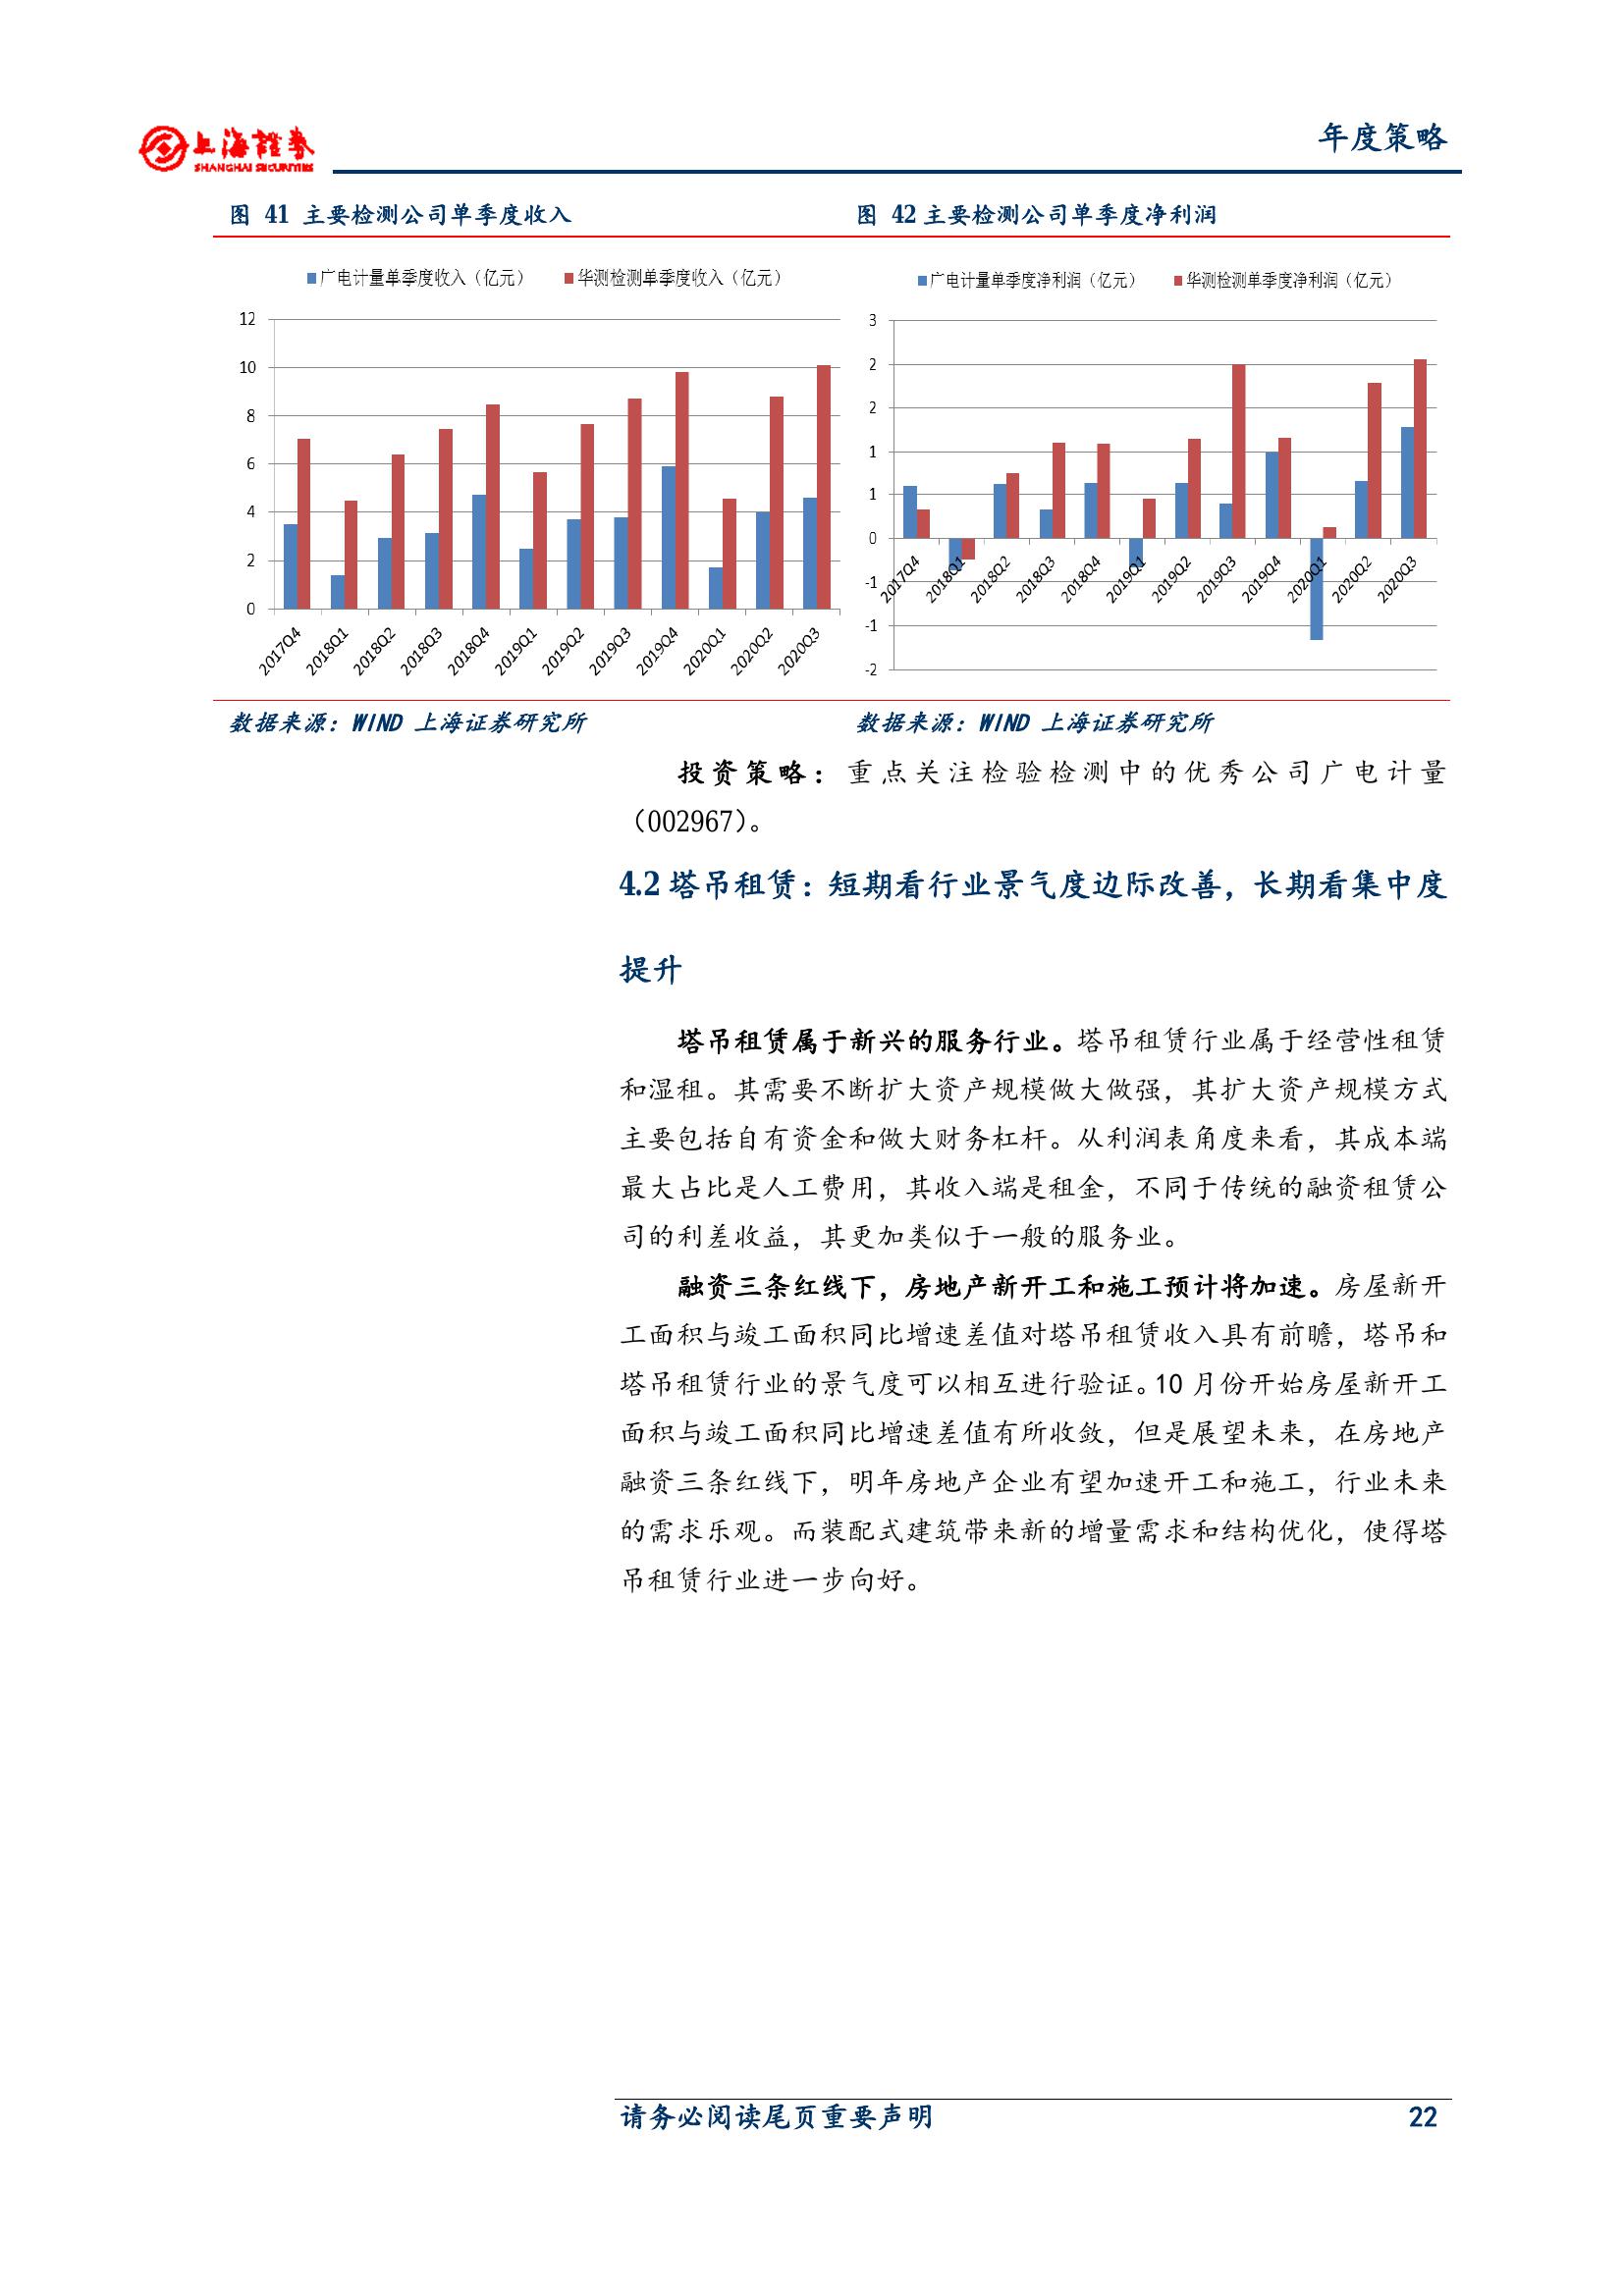 上海證券
SHANGHAI SECURITIES
年度策略
图 41 主要检测公司单季度收入
图 42 主要检测公司单季度净利润
广电计量单季度收入（亿元） 华测检测单季度收入（亿元）
12
10
8
6
4
2
0
2017Q4 2018Q1 2018Q2 2018Q3 2018Q4 2019Q1 2019Q2 2019Q3 2019Q4 2020Q1 2020Q2 2020Q3
广电计量单季度净利润（亿元） 华测检测单季度净利润（亿元）
3
2
2
1
1
0
-1
-1
-2
2017Q4 2018Q1 2018Q2 2018Q3 2018Q4 2019Q1 2019Q2 2019Q3 2019Q4 2020Q1 2020Q2 2020Q3
数据来源：WIND 上海证券研究所
数据来源：WIND 上海证券研究所
投资策略：重点关注检验检测中的优秀公司广电计量
（002967）。
4.2 塔吊租赁：短期看行业景气度边际改善，长期看集中度
提升
塔吊租赁属于新兴的服务行业。塔吊租赁行业属于经营性租赁
和湿租。其需要不断扩大资产规模做大做强，其扩大资产规模方式
主要包括自有资金和做大财务杠杆。从利润表角度来看，其成本端
最大占比是人工费用，其收入端是租金，不同于传统的融资租赁公
司的利差收益，其更加类似于一般的服务业。
融资三条红线下，房地产新开工和施工预计将加速。房屋新开
工面积与竣工面积同比增速差值对塔吊租赁收入具有前瞻，塔吊和
塔吊租赁行业的景气度可以相互进行验证。10 月份开始房屋新开工
面积与竣工面积同比增速差值有所收敛，但是展望未来，在房地产
融资三条红线下，明年房地产企业有望加速开工和施工，行业未来
的需求乐观。而装配式建筑带来新的增量需求和结构优化，使得塔
吊租赁行业进一步向好。
请务必阅读尾页重要声明
22